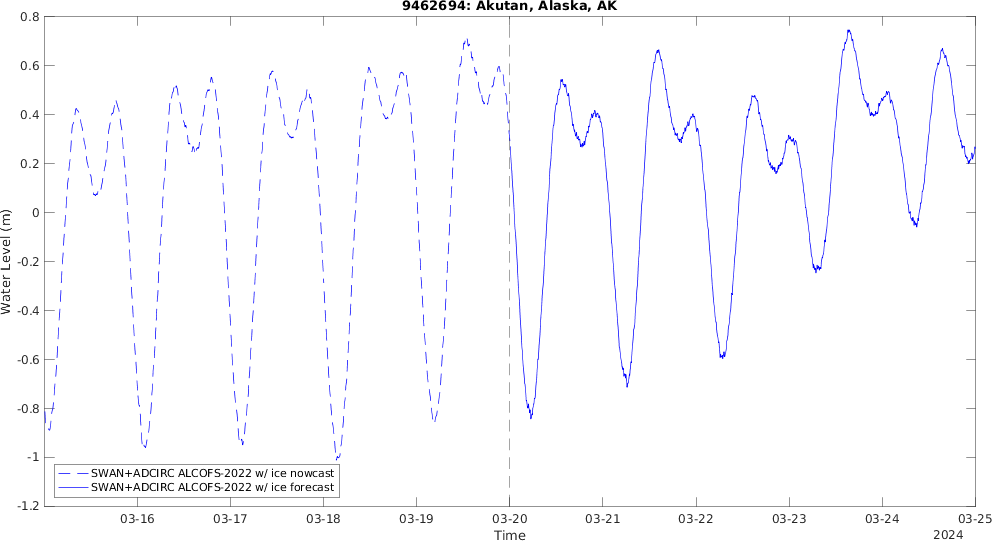 9462694: Akutan, Alaska, AK
0.8
0.6
0.4
0.2
0
-0.2
-0.4
-0.6
-0.8
-1
-1.2
Water Level (m)
SWAN+ADCIRC ALCOFS-2022 w/ ice nowcast
SWAN+ADCIRC ALCOFS-2022 w/ ice forecast
03-16 03-17 03-18 03-19 03-20 03-21 03-22 03-23 03-24 03-25
Time
2024